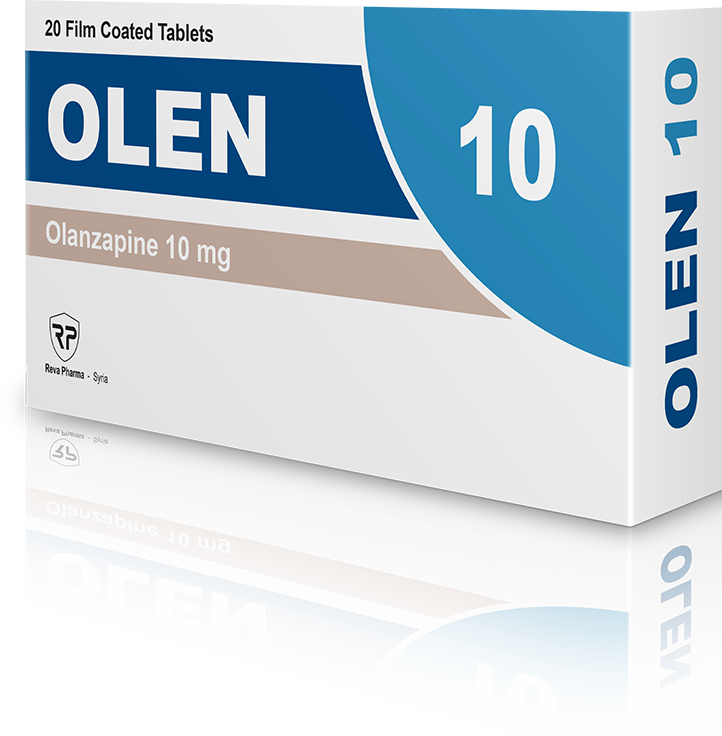 20 Film Coated Tablets
OLEN
10
Olanzapine 10 mg
RP
Reva Pharma - Syria
OLEN 10